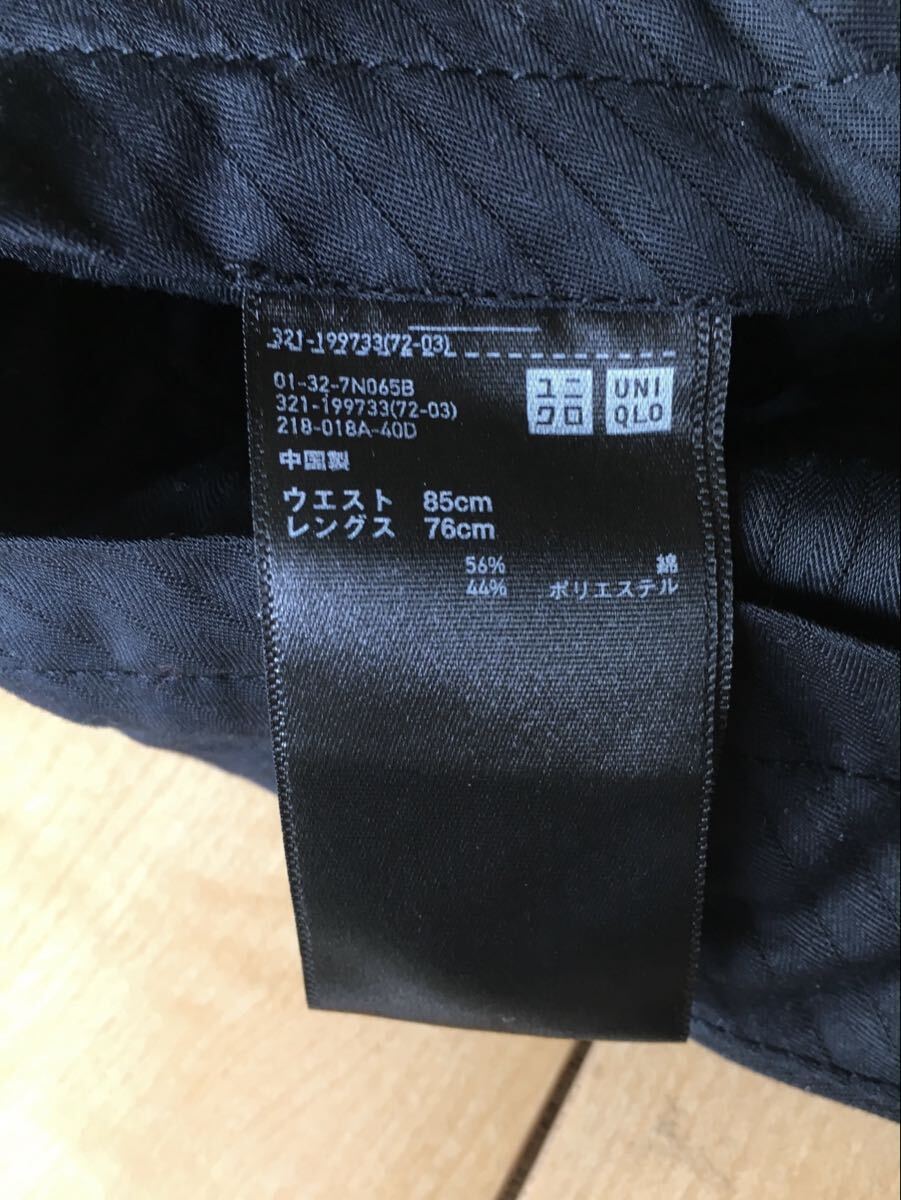 321-199733(72-03)
01-32-7N065B
321-199733(72-03)
218-018A-40D
ユニ
クロ
UNI
QLO
中国製
ウエスト 85cm
レングス 76cm
56% 綿
44% ポリエステル